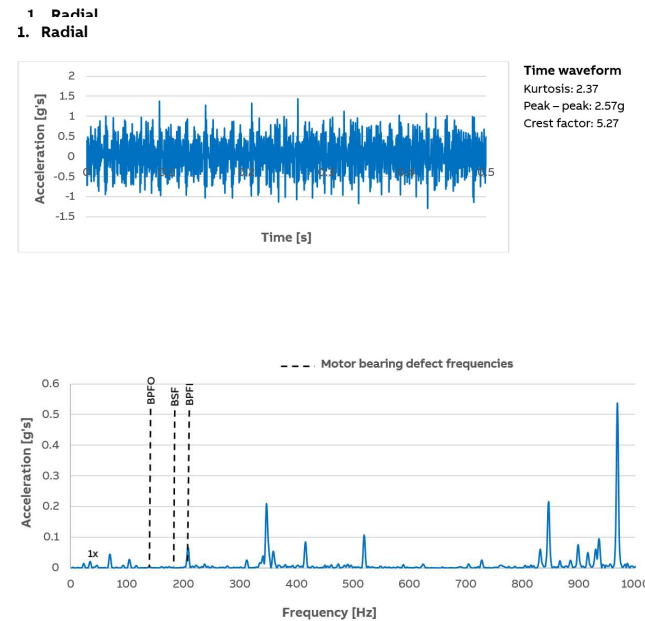 1. Radial
1. Radial
Time waveform
Kurtosis: 2.37
Peak – peak: 2.57g
Crest factor: 5.27
2
1.5
1
0.5
0
-0.5
-1
-1.5
Acceleration [g's]
0.5
Time [s]
Motor bearing defect frequencies
0.6
0.5
0.4
0.3
0.2
0.1
0
Acceleration [g's]
BPFO
BSF
BPFI
1x
0 100 200 300 400 500 600 700 800 900 1000
Frequency [Hz]